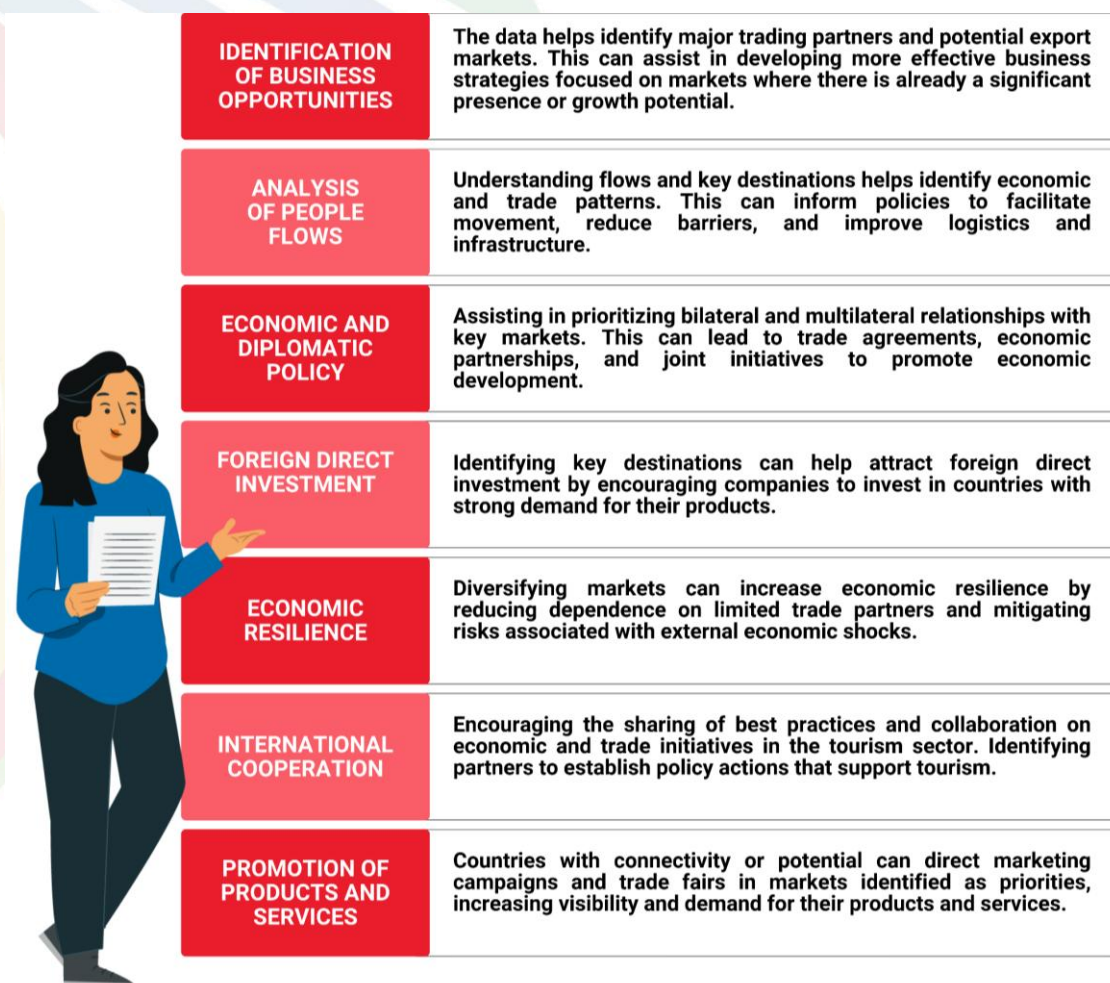 IDENTIFICATION
OF BUSINESS
OPPORTUNITIES
The data helps identify major trading partners and potential export
markets. This can assist in developing more effective business
strategies focused on markets where there is already a significant
presence or growth potential.
ANALYSIS
OF PEOPLE
FLOWS
Understanding flows and key destinations helps identify economic
and trade patterns. This can inform policies to facilitate
movement, reduce barriers, and improve logistics and
infrastructure.
ECONOMIC AND
DIPLOMATIC
POLICY
Assisting in prioritizing bilateral and multilateral relationships with
key markets. This can lead to trade agreements, economic
partnerships, and joint initiatives to promote economic
development.
FOREIGN DIRECT
INVESTMENT
Identifying key destinations can help attract foreign direct
investment by encouraging companies to invest in countries with
strong demand for their products.
ECONOMIC
RESILIENCE
Diversifying markets can increase economic resilience by
reducing dependence on limited trade partners and mitigating
risks associated with external economic shocks.
INTERNATIONAL
COOPERATION
Encouraging the sharing of best practices and collaboration on
economic and trade initiatives in the tourism sector. Identifying
partners to establish policy actions that support tourism.
PROMOTION OF
PRODUCTS AND
SERVICES
Countries with connectivity or potential can direct marketing
campaigns and trade fairs in markets identified as priorities,
increasing visibility and demand for their products and services.